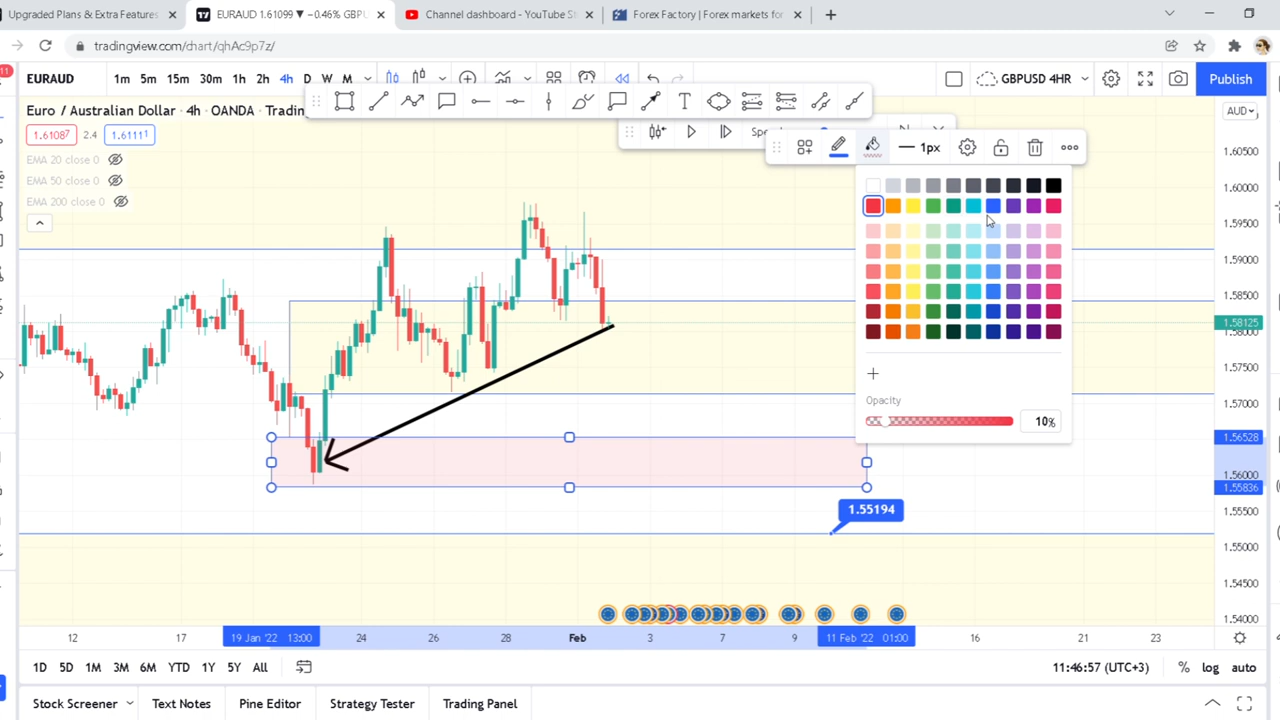 Upgraded Plans & Extra Features
EURAUD 1.61099 ▼ −0.46% GBPU
Channel dashboard - YouTube St
Forex Factory | Forex markets for
tradingview.com/chart/qhAc9p7z/
11
EURAUD
1m 5m 15m 30m 1h 2h 4h D W M
GBPUSD 4HR
Publish
Euro / Australian Dollar · 4h · OANDA · Tradin
AUD
1.61087 2.4 1.61111
EMA 20 close 0
EMA 50 close 0
EMA 200 close 0
1px
1.60500
1.60000
1.59500
1.59000
1.58500
1.58125
1.58000
1.57500
1.57000
1.56528
1.56000
1.55836
1.55500
1.55000
1.54500
1.54000
Opacity
10%
1.55194
12 17 19 Jan '22 13:00 24 26 28 Feb 3 7 9 11 Feb '22 01:00 16 21 23
1D 5D 1M 3M 6M YTD 1Y 5Y All
11:46:57 (UTC+3) % log auto
Stock Screener Text Notes Pine Editor Strategy Tester Trading Panel